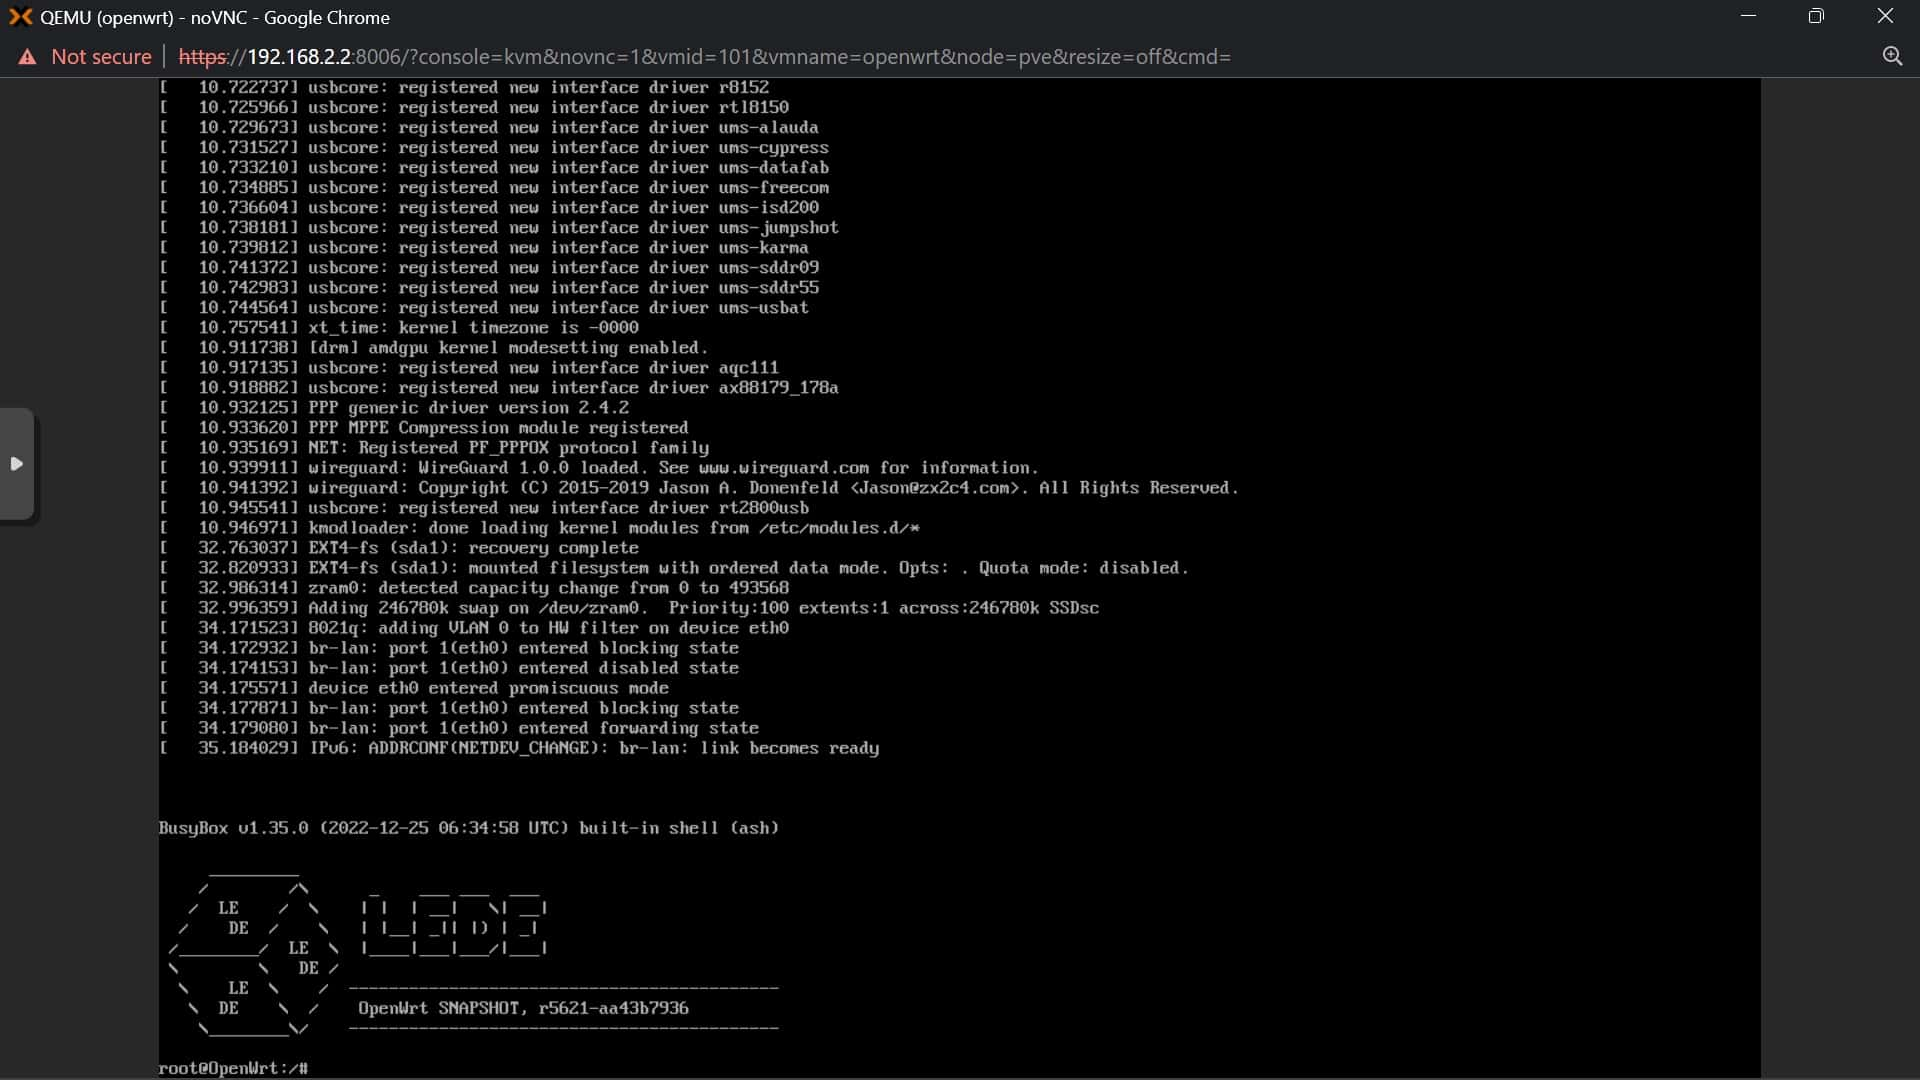 QEMU (openwrt) - noVNC - Google Chrome
Not secure | https://192.168.2.2:8006/?console=kvm&novnc=1&vmid=101&vmname=openwrt&node=pve&resize=off&cmd=
[   10.722737] usbcore: registered new interface driver r8152
[   10.725966] usbcore: registered new interface driver rtl8150
[   10.729673] usbcore: registered new interface driver ums-alauda
[   10.731527] usbcore: registered new interface driver ums-cypress
[   10.733210] usbcore: registered new interface driver ums-datafab
[   10.734885] usbcore: registered new interface driver ums-freecom
[   10.736604] usbcore: registered new interface driver ums-isd200
[   10.738181] usbcore: registered new interface driver ums-jumpshot
[   10.739812] usbcore: registered new interface driver ums-karma
[   10.741372] usbcore: registered new interface driver ums-sddr09
[   10.742983] usbcore: registered new interface driver ums-sddr55
[   10.744564] usbcore: registered new interface driver ums-usbat
[   10.757541] xt_time: kernel timezone is -0000
[   10.911738] [drm] amdgpu kernel modesetting enabled.
[   10.917135] usbcore: registered new interface driver aqc111
[   10.918882] usbcore: registered new interface driver ax88179_178a
[   10.932125] PPP generic driver version 2.4.2
[   10.933620] PPP MPPE Compression module registered
[   10.935169] NET: Registered PF_PPPOX protocol family
[   10.939911] wireguard: WireGuard 1.0.0 loaded. See www.wireguard.com for information.
[   10.941392] wireguard: Copyright (C) 2015-2019 Jason A. Donenfeld <Jason@zx2c4.com>. All Rights Reserved.
[   10.945541] usbcore: registered new interface driver rt2800usb
[   10.946971] kmodloader: done loading kernel modules from /etc/modules.d/*
[   32.763037] EXT4-fs (sda1): recovery complete
[   32.820933] EXT4-fs (sda1): mounted filesystem with ordered data mode. Opts: . Quota mode: disabled.
[   32.986314] zram0: detected capacity change from 0 to 493568
[   32.996359] Adding 246780k swap on /dev/zram0.  Priority:100 extents:1 across:246780k SSDsc
[   34.171523] 8021q: adding VLAN 0 to HW filter on device eth0
[   34.172932] br-lan: port 1(eth0) entered blocking state
[   34.174153] br-lan: port 1(eth0) entered disabled state
[   34.175571] device eth0 entered promiscuous mode
[   34.177871] br-lan: port 1(eth0) entered blocking state
[   34.179080] br-lan: port 1(eth0) entered forwarding state
[   35.184029] IPv6: ADDRCONF(NETDEV_CHANGE): br-lan: link becomes ready
BusyBox v1.35.0 (2022-12-25 06:34:58 UTC) built-in shell (ash)
LE
DE
LE
DE
LE
DE
LEDE
OpenWrt SNAPSHOT, r5621-aa43b7936
root@OpenWrt:/#